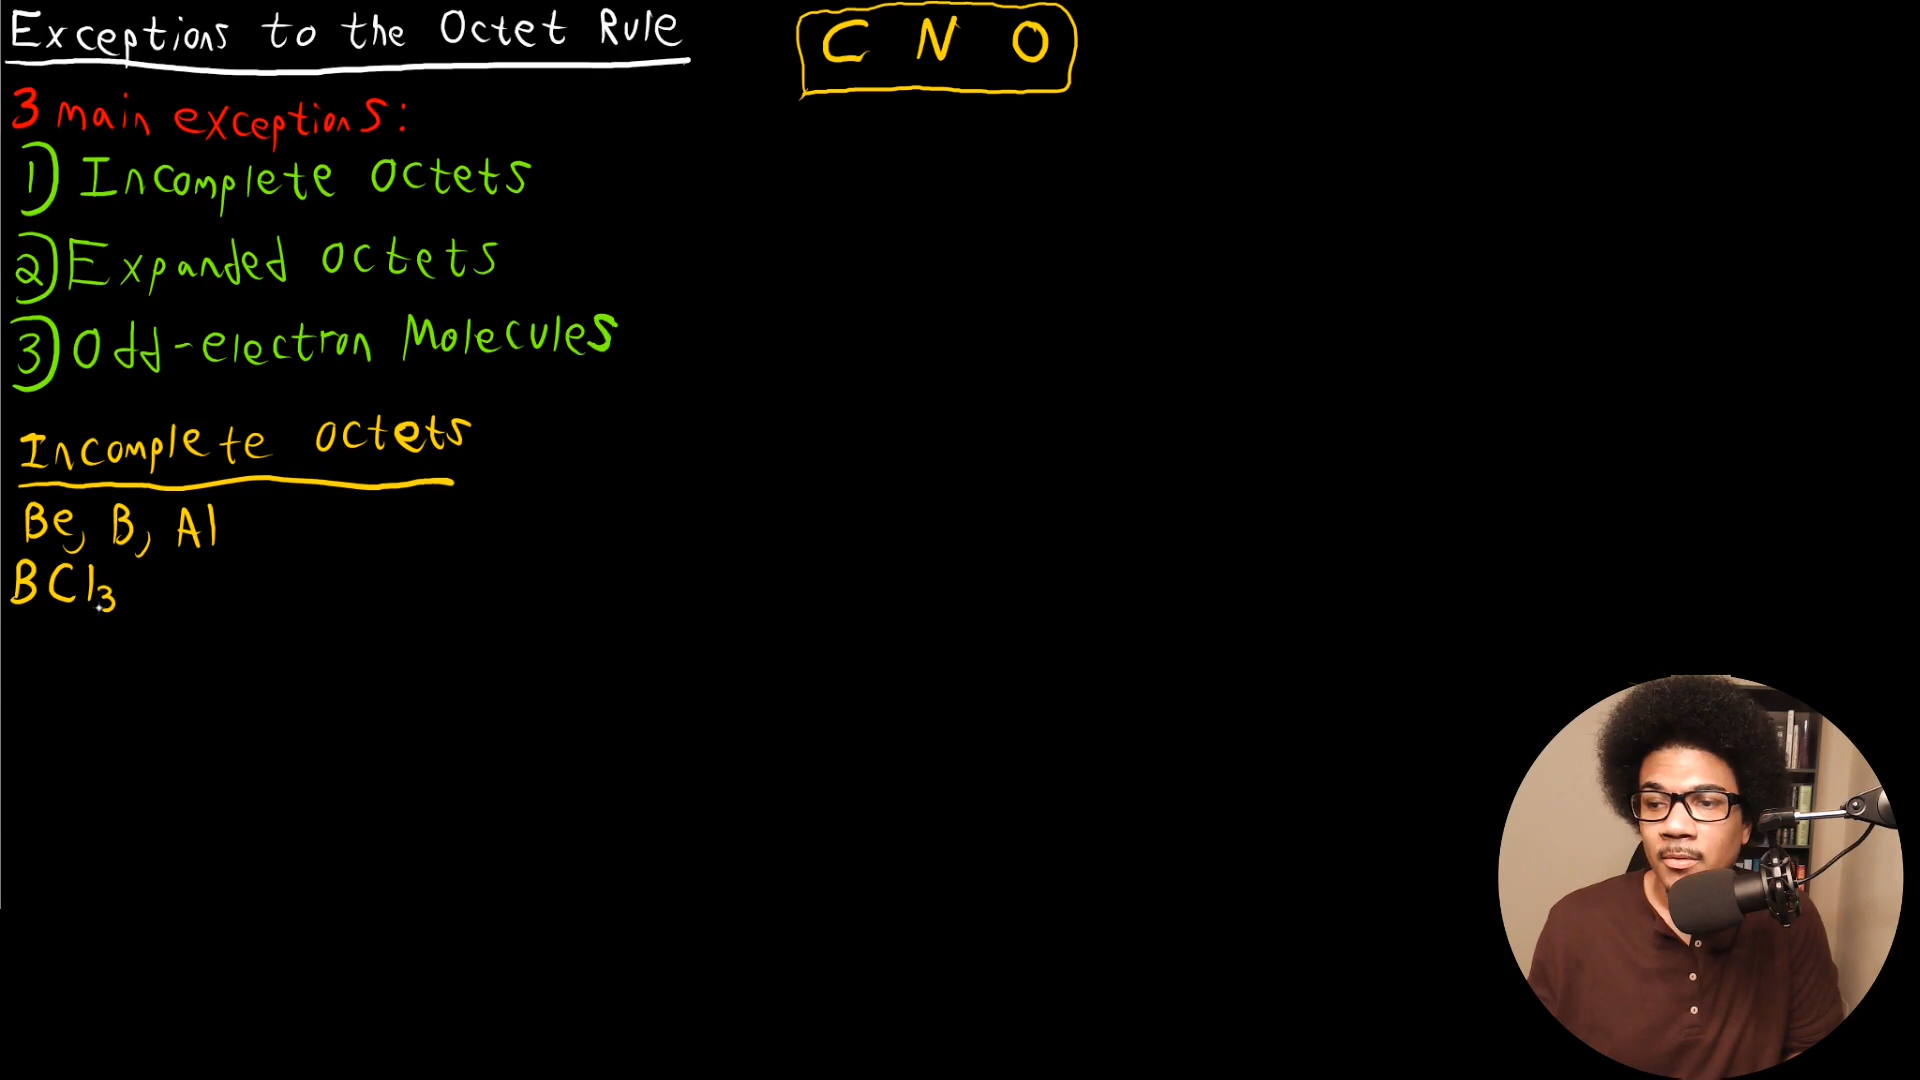 Exceptions to the Octet Rule
C N O
3 main exceptions:
1) Incomplete octets
2) Expanded octets
3) Odd-electron Molecules
Incomplete octets
Be, B, Al
BCl₃